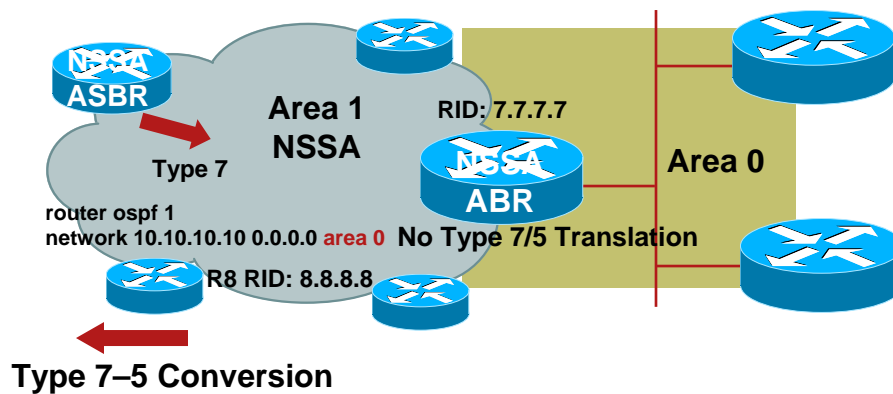 NSSA
ASBR
Area 1
NSSA
RID: 7.7.7.7
Type 7
NSSA
ABR
Area 0
router ospf 1
network 10.10.10.10 0.0.0.0 area 0
No Type 7/5 Translation
R8 RID: 8.8.8.8
Type 7–5 Conversion